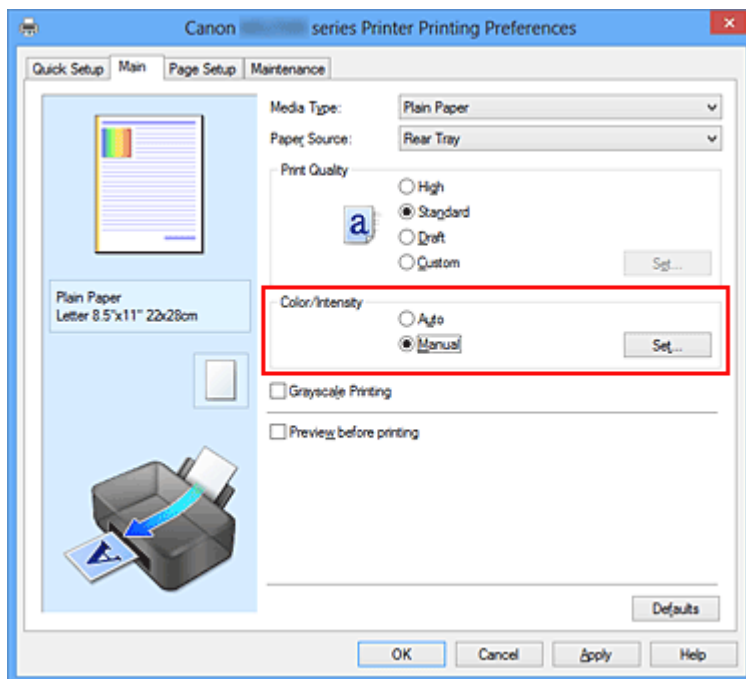 Canon series Printer Printing Preferences
Quick Setup Main Page Setup Maintenance
Media Type: Plain Paper
Paper Source: Rear Tray
Print Quality
High
a
Standard
Draft
Custom Set...
Plain Paper
Letter 8.5"x11" 22x28cm
Color/Intensity
Auto
Manual Set...
Grayscale Printing
Preview before printing
A
Defaults
OK Cancel Apply Help